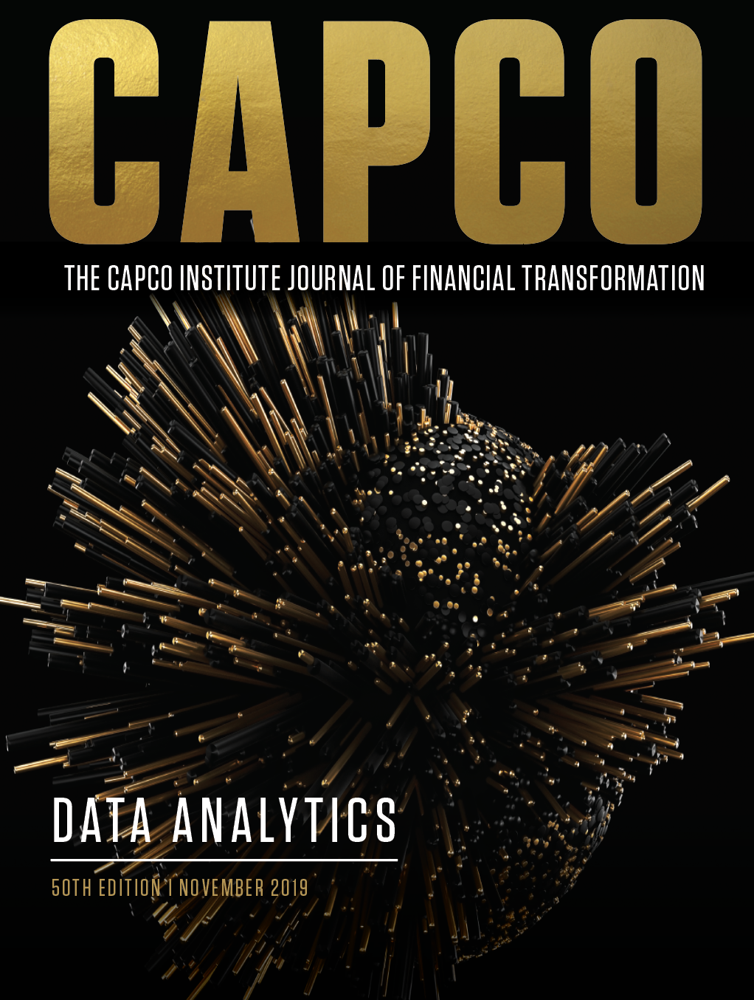 CAPCO
THE CAPCO INSTITUTE JOURNAL OF FINANCIAL TRANSFORMATION
DATA ANALYTICS
50TH EDITION | NOVEMBER 2019